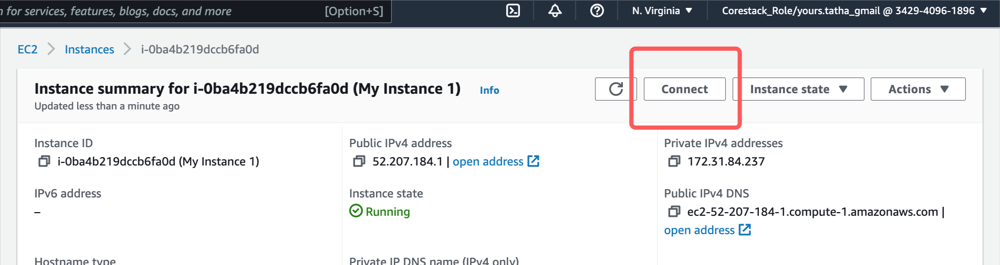 n for services, features, blogs, docs, and more [Option+S] N. Virginia ▼ Corestack_Role/yours.tatha_gmail @ 3429-4096-1896 ▼
EC2 > Instances > i-0ba4b219dccb6fa0d
Instance summary for i-0ba4b219dccb6fa0d (My Instance 1) Info Connect Instance state ▼ Actions ▼
Updated less than a minute ago
Instance ID
i-0ba4b219dccb6fa0d (My Instance 1)
Public IPv4 address
52.207.184.1 | open address
Private IPv4 addresses
172.31.84.237
IPv6 address
–
Instance state
Running
Public IPv4 DNS
ec2-52-207-184-1.compute-1.amazonaws.com |
open address
Hostname type
Private IP DNS name (IPv4 only)